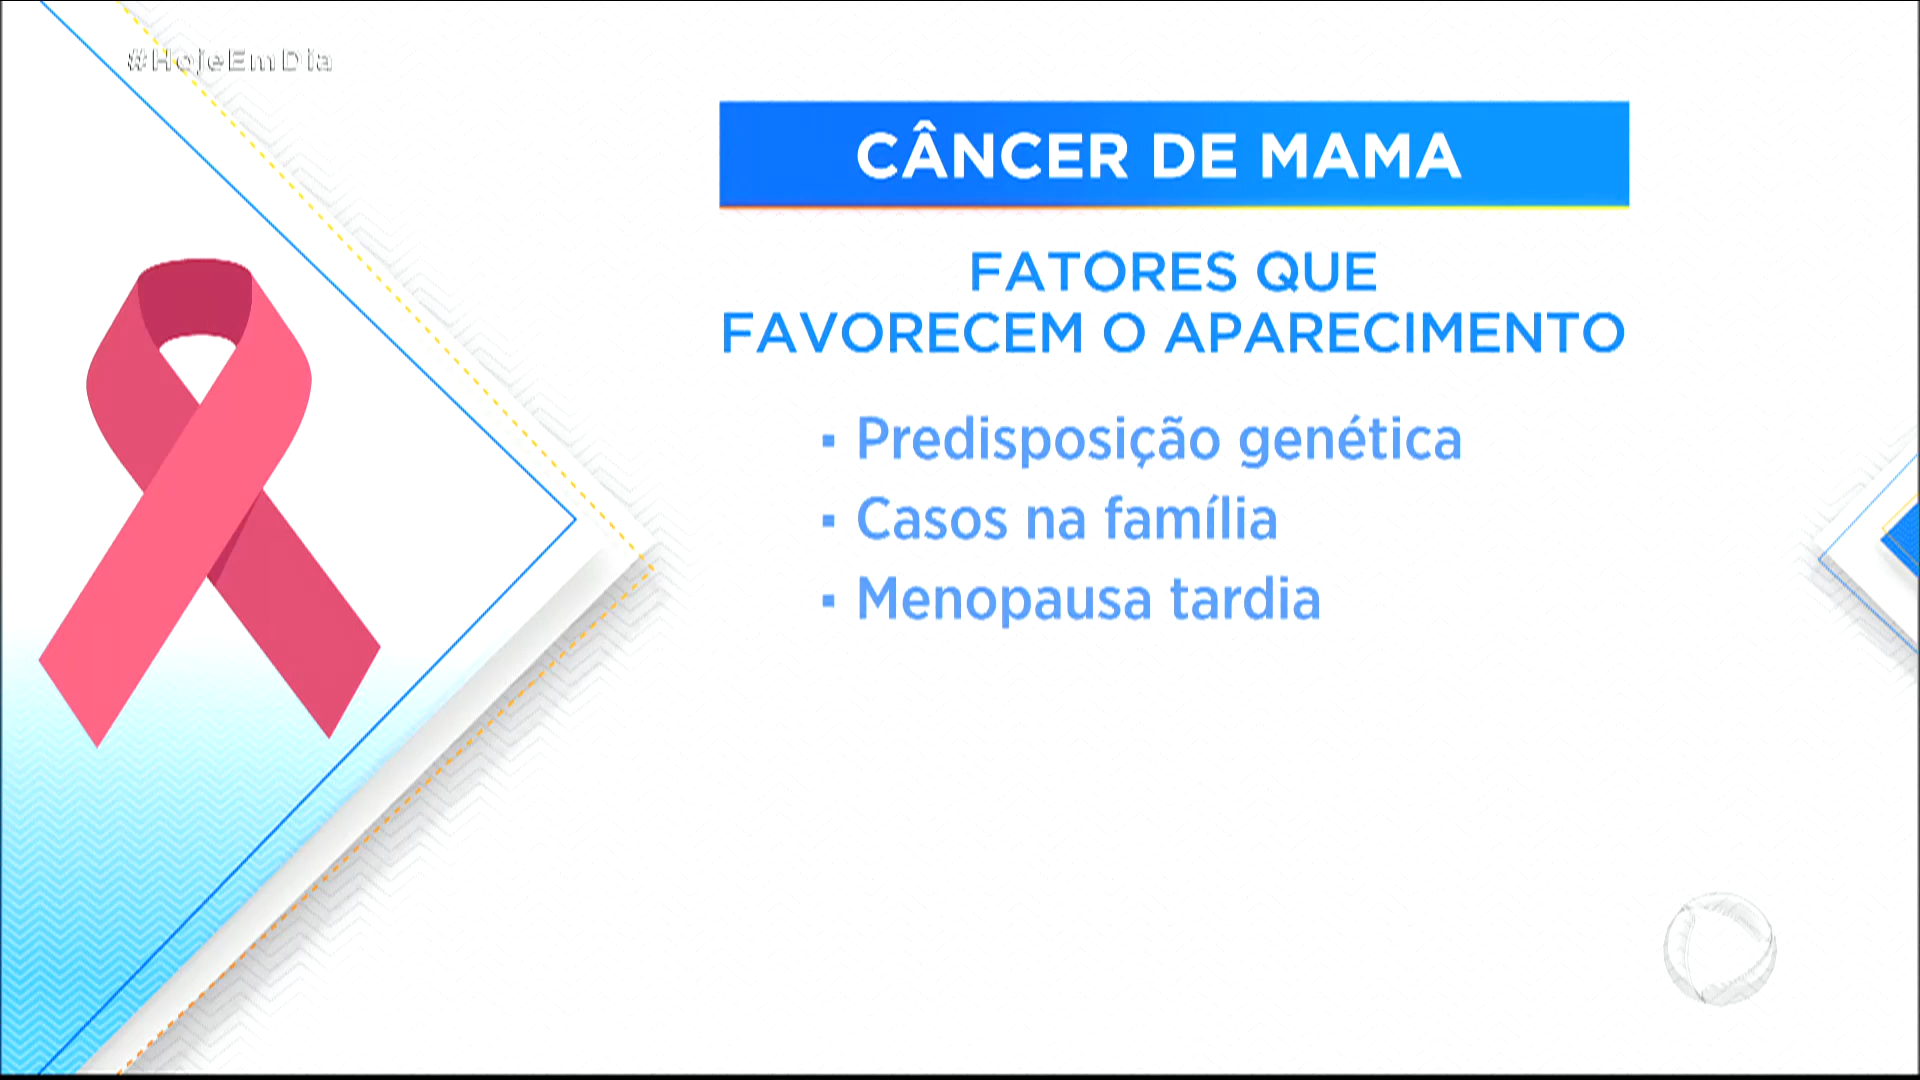 #HojeEmDia
CÂNCER DE MAMA
FATORES QUE
FAVORECEM O APARECIMENTO
▪ Predisposição genética
▪ Casos na família
▪ Menopausa tardia